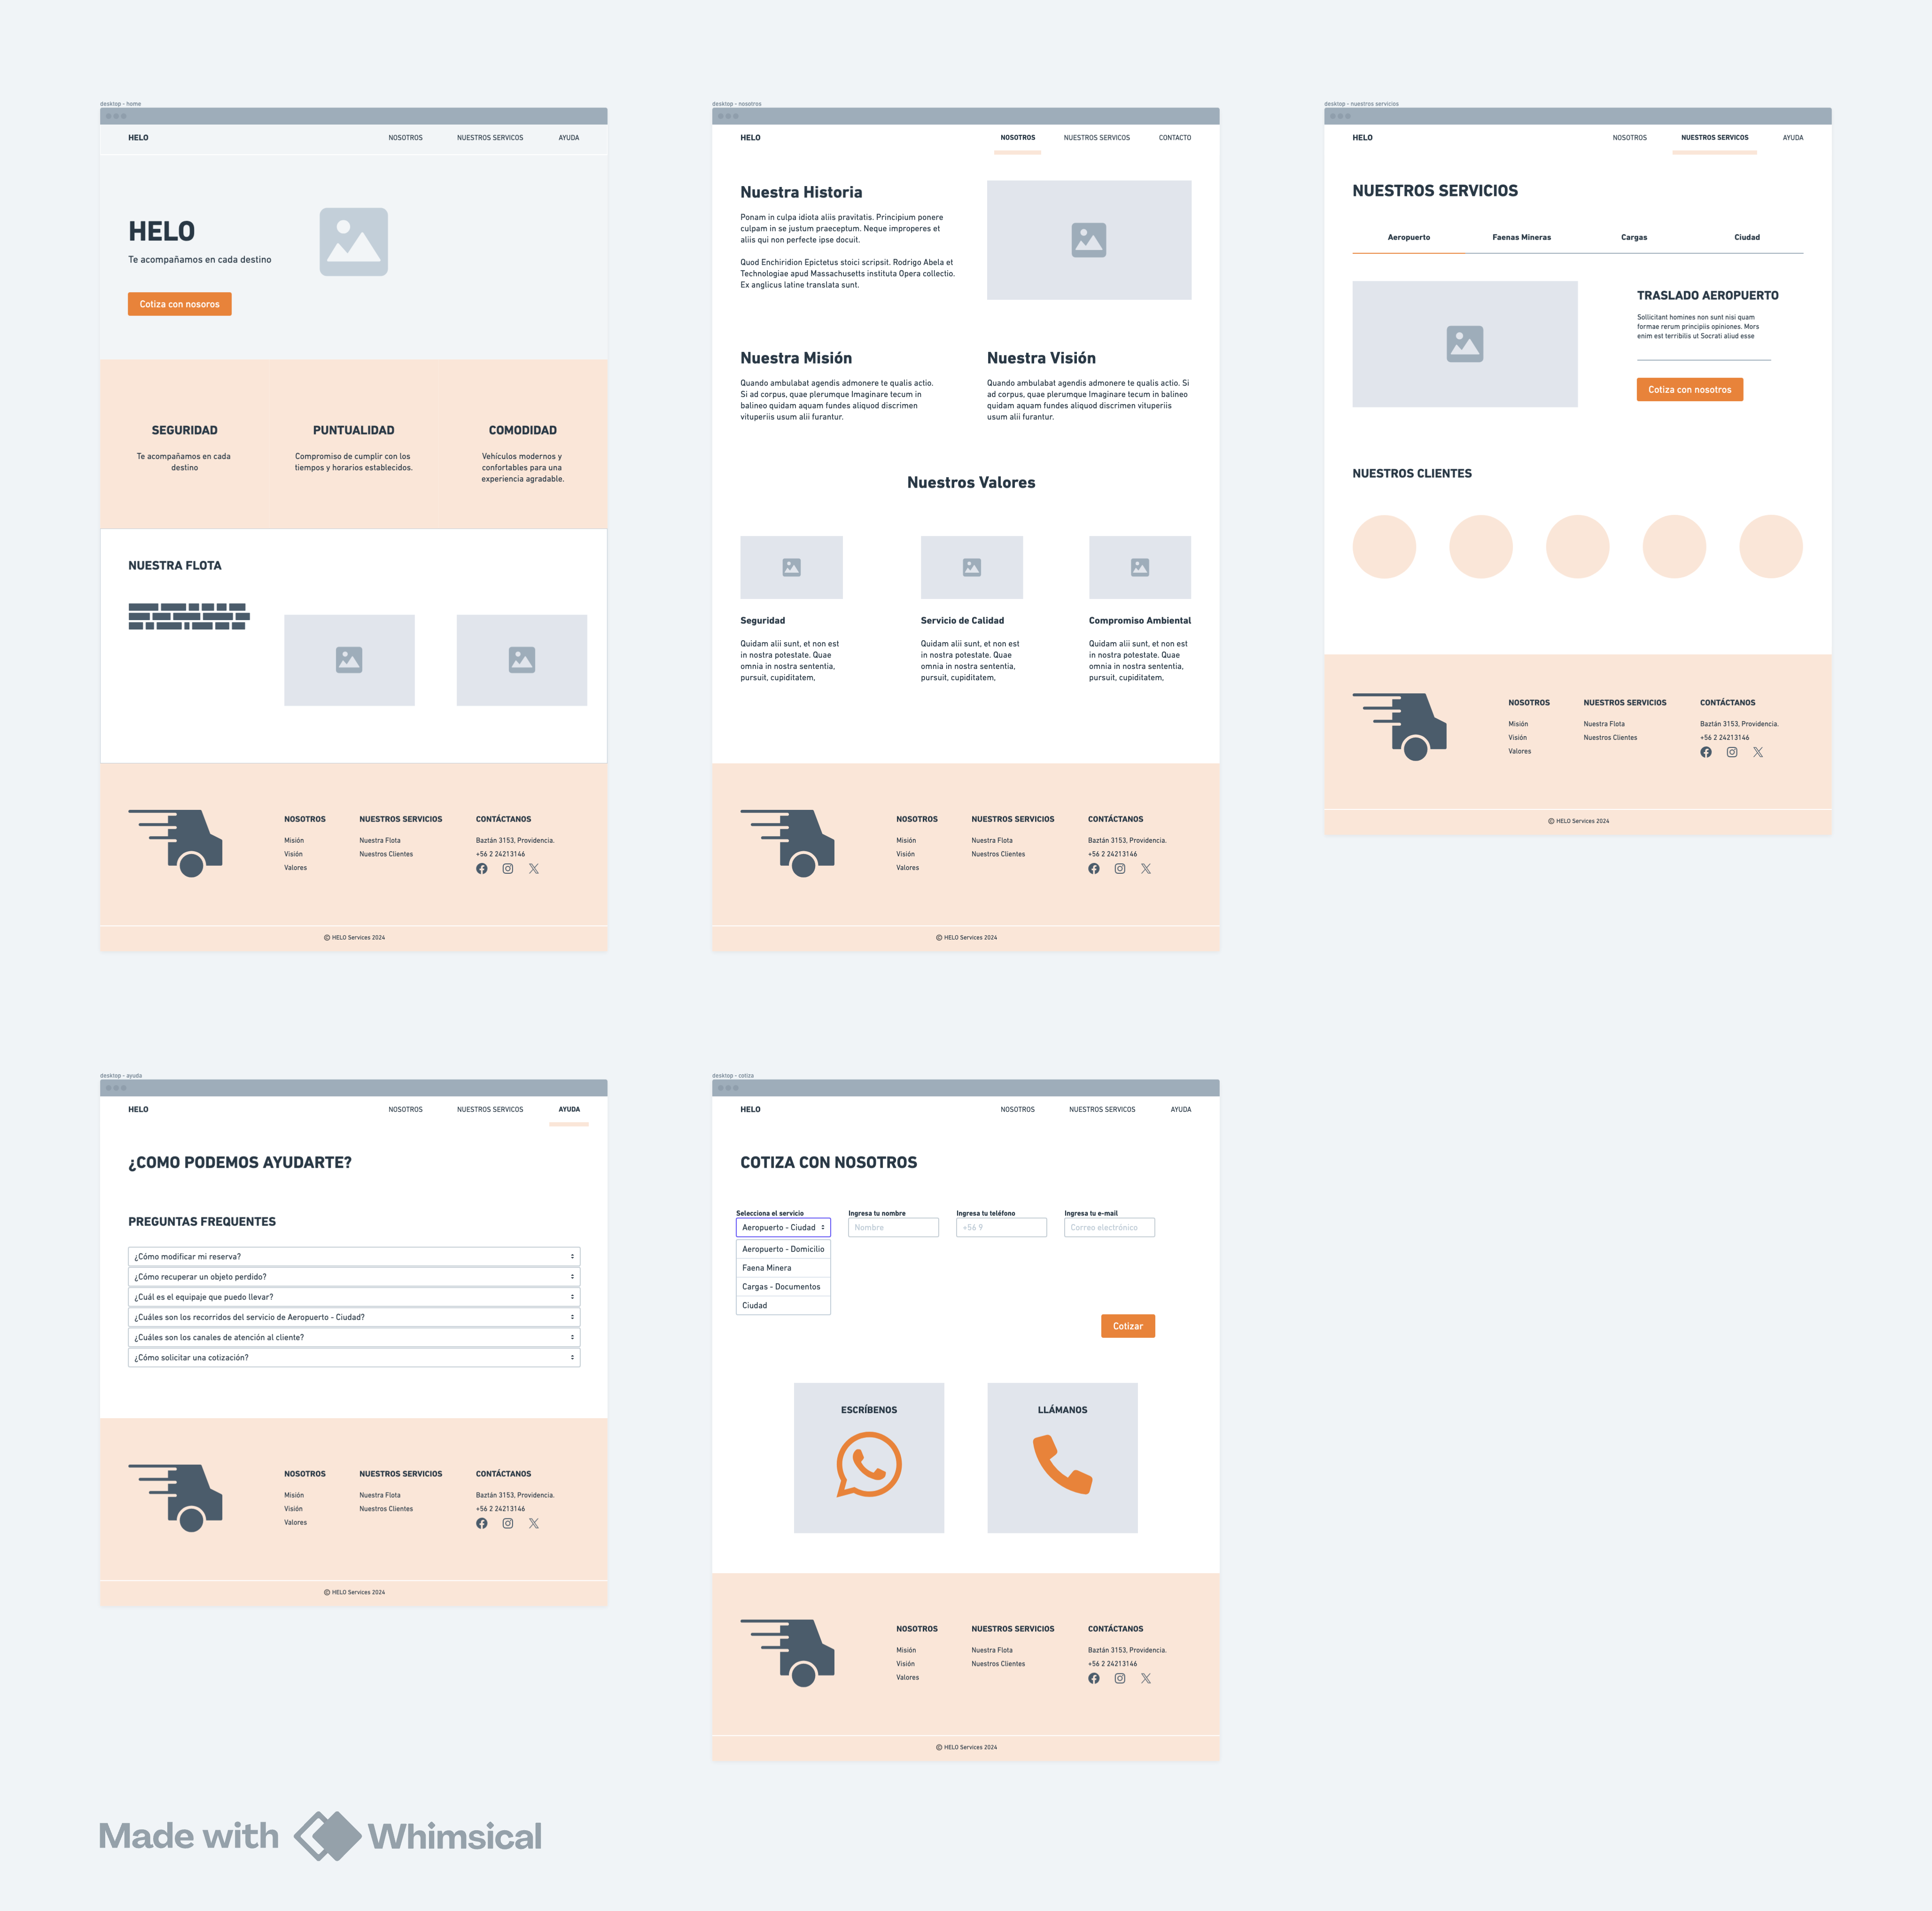 desktop - home
HELO
NOSOTROS
NUESTROS SERVICOS
AYUDA
HELO
Te acompañamos en cada destino
Cotiza con nosoros
SEGURIDAD
Te acompañamos en cada
destino
PUNTUALIDAD
Compromiso de cumplir con los
tiempos y horarios establecidos.
COMODIDAD
Vehículos modernos y
confortables para una
experiencia agradable.
NUESTRA FLOTA
NOSOTROS
Misión
Visión
Valores
NUESTROS SERVICIOS
Nuestra Flota
Nuestros Clientes
CONTÁCTANOS
Baztán 3153, Providencia.
+56 2 24213146
© HELO Services 2024
desktop - nosotros
HELO
NOSOTROS
NUESTROS SERVICOS
CONTACTO
Nuestra Historia
Ponam in culpa idiota aliis pravitatis. Principium ponere
culpam in se justum praeceptum. Neque improperes et
aliis qui non perfecte ipse docuit.
Quod Enchiridion Epictetus stoici scripsit. Rodrigo Abela et
Technologiae apud Massachusetts instituta Opera collectio.
Ex anglicus latine translata sunt.
Nuestra Misión
Quando ambulabat agendis admonere te qualis actio.
Si ad corpus, quae plerumque Imaginare tecum in
balineo quidam aquam fundes aliquod discrimen
vituperiis usum alii furantur.
Nuestra Visión
Quando ambulabat agendis admonere te qualis actio. Si
ad corpus, quae plerumque Imaginare tecum in balineo
quidam aquam fundes aliquod discrimen vituperiis
usum alii furantur.
Nuestros Valores
Seguridad
Quidam alii sunt, et non est
in nostra potestate. Quae
omnia in nostra sententia,
pursuit, cupiditatem,
Servicio de Calidad
Quidam alii sunt, et non est
in nostra potestate. Quae
omnia in nostra sententia,
pursuit, cupiditatem,
Compromiso Ambiental
Quidam alii sunt, et non est
in nostra potestate. Quae
omnia in nostra sententia,
pursuit, cupiditatem,
NOSOTROS
Misión
Visión
Valores
NUESTROS SERVICIOS
Nuestra Flota
Nuestros Clientes
CONTÁCTANOS
Baztán 3153, Providencia.
+56 2 24213146
© HELO Services 2024
desktop - nuestros servicios
HELO
NOSOTROS
NUESTROS SERVICOS
AYUDA
NUESTROS SERVICIOS
Aeropuerto
Faenas Mineras
Cargas
Ciudad
TRASLADO AEROPUERTO
Sollicitant homines non sunt nisi quam
formae rerum principiis opiniones. Mors
enim est terribilis ut Socrati aliud esse
Cotiza con nosotros
NUESTROS CLIENTES
NOSOTROS
Misión
Visión
Valores
NUESTROS SERVICIOS
Nuestra Flota
Nuestros Clientes
CONTÁCTANOS
Baztán 3153, Providencia.
+56 2 24213146
© HELO Services 2024
desktop - ayuda
HELO
NOSOTROS
NUESTROS SERVICOS
AYUDA
¿COMO PODEMOS AYUDARTE?
PREGUNTAS FREQUENTES
¿Cómo modificar mi reserva?
¿Cómo recuperar un objeto perdido?
¿Cuál es el equipaje que puedo llevar?
¿Cuáles son los recorridos del servicio de Aeropuerto - Ciudad?
¿Cuáles son los canales de atención al cliente?
¿Cómo solicitar una cotización?
NOSOTROS
Misión
Visión
Valores
NUESTROS SERVICIOS
Nuestra Flota
Nuestros Clientes
CONTÁCTANOS
Baztán 3153, Providencia.
+56 2 24213146
© HELO Services 2024
desktop - cotiza
HELO
NOSOTROS
NUESTROS SERVICOS
AYUDA
COTIZA CON NOSOTROS
Selecciona el servicio
Aeropuerto - Ciudad
Aeropuerto - Domicilio
Faena Minera
Cargas - Documentos
Ciudad
Ingresa tu nombre
Nombre
Ingresa tu teléfono
+56 9
Ingresa tu e-mail
Correo electrónico
Cotizar
ESCRÍBENOS
LLÁMANOS
NOSOTROS
Misión
Visión
Valores
NUESTROS SERVICIOS
Nuestra Flota
Nuestros Clientes
CONTÁCTANOS
Baztán 3153, Providencia.
+56 2 24213146
© HELO Services 2024
Made with Whimsical